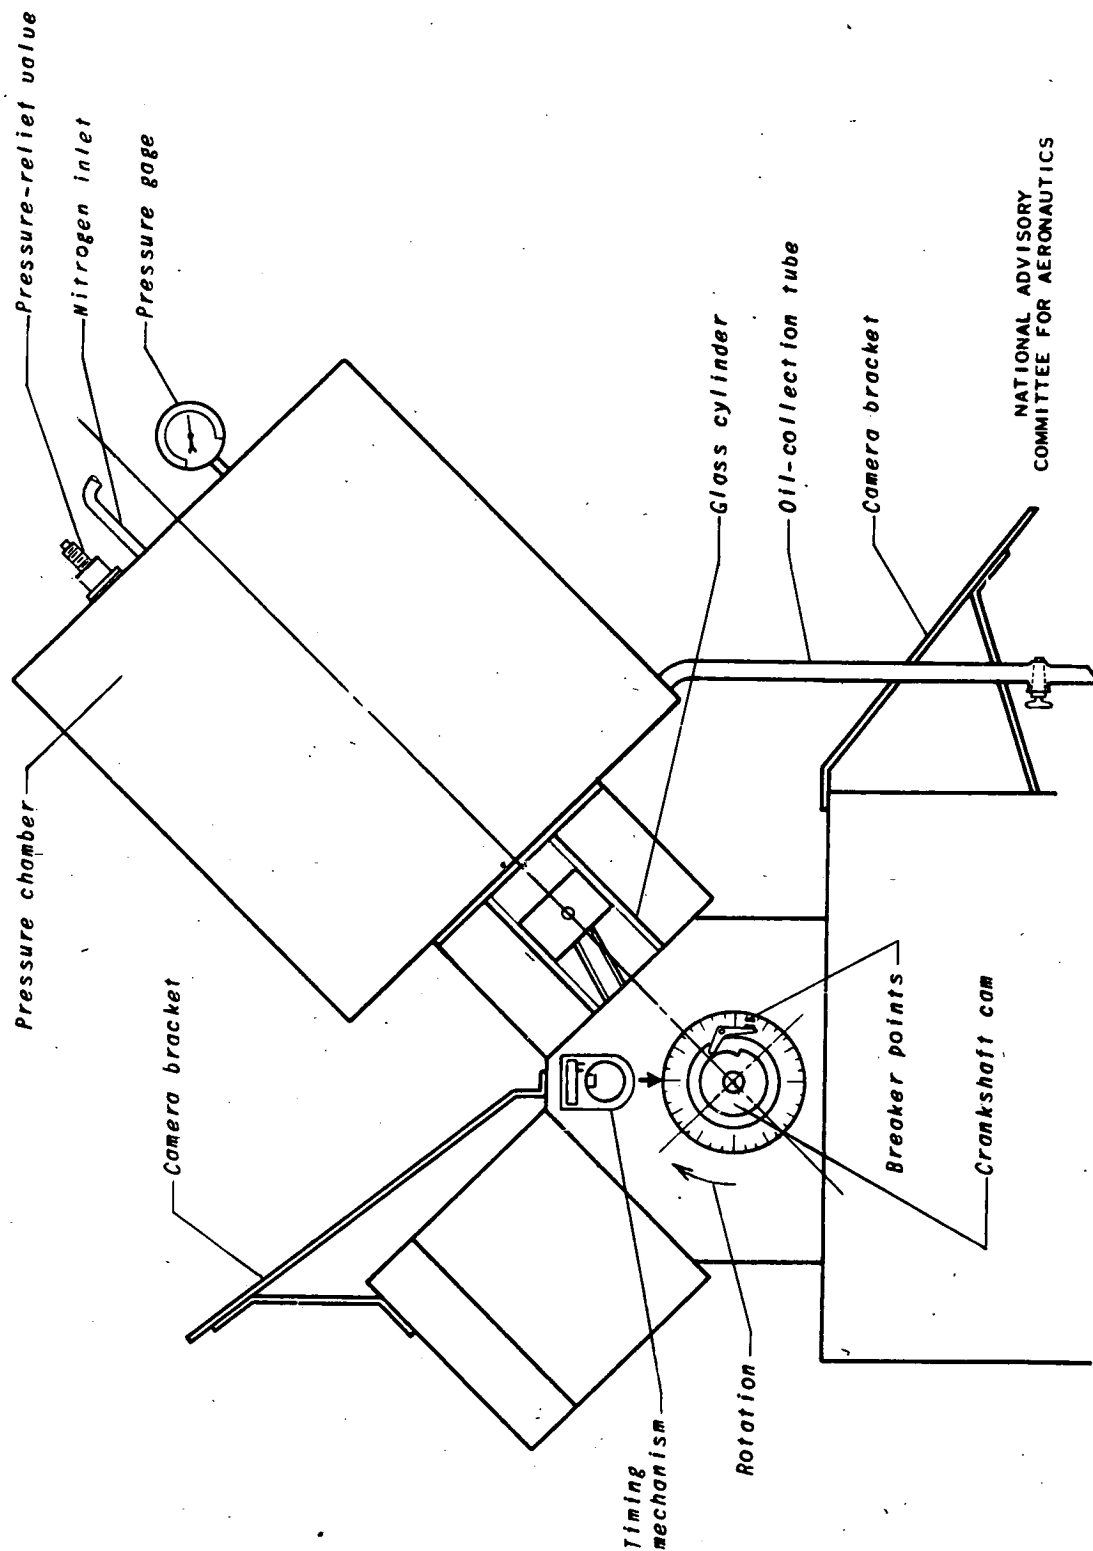 Pressure-relief value
Nitrogen inlet
Pressure gage
Pressure chamber
Camera bracket
Glass cylinder
Oil-collection tube
Camera bracket
Timing
mechanism
Rotation
Breaker points
Crankshaft cam
NATIONAL ADVISORY
COMMITTEE FOR AERONAUTICS